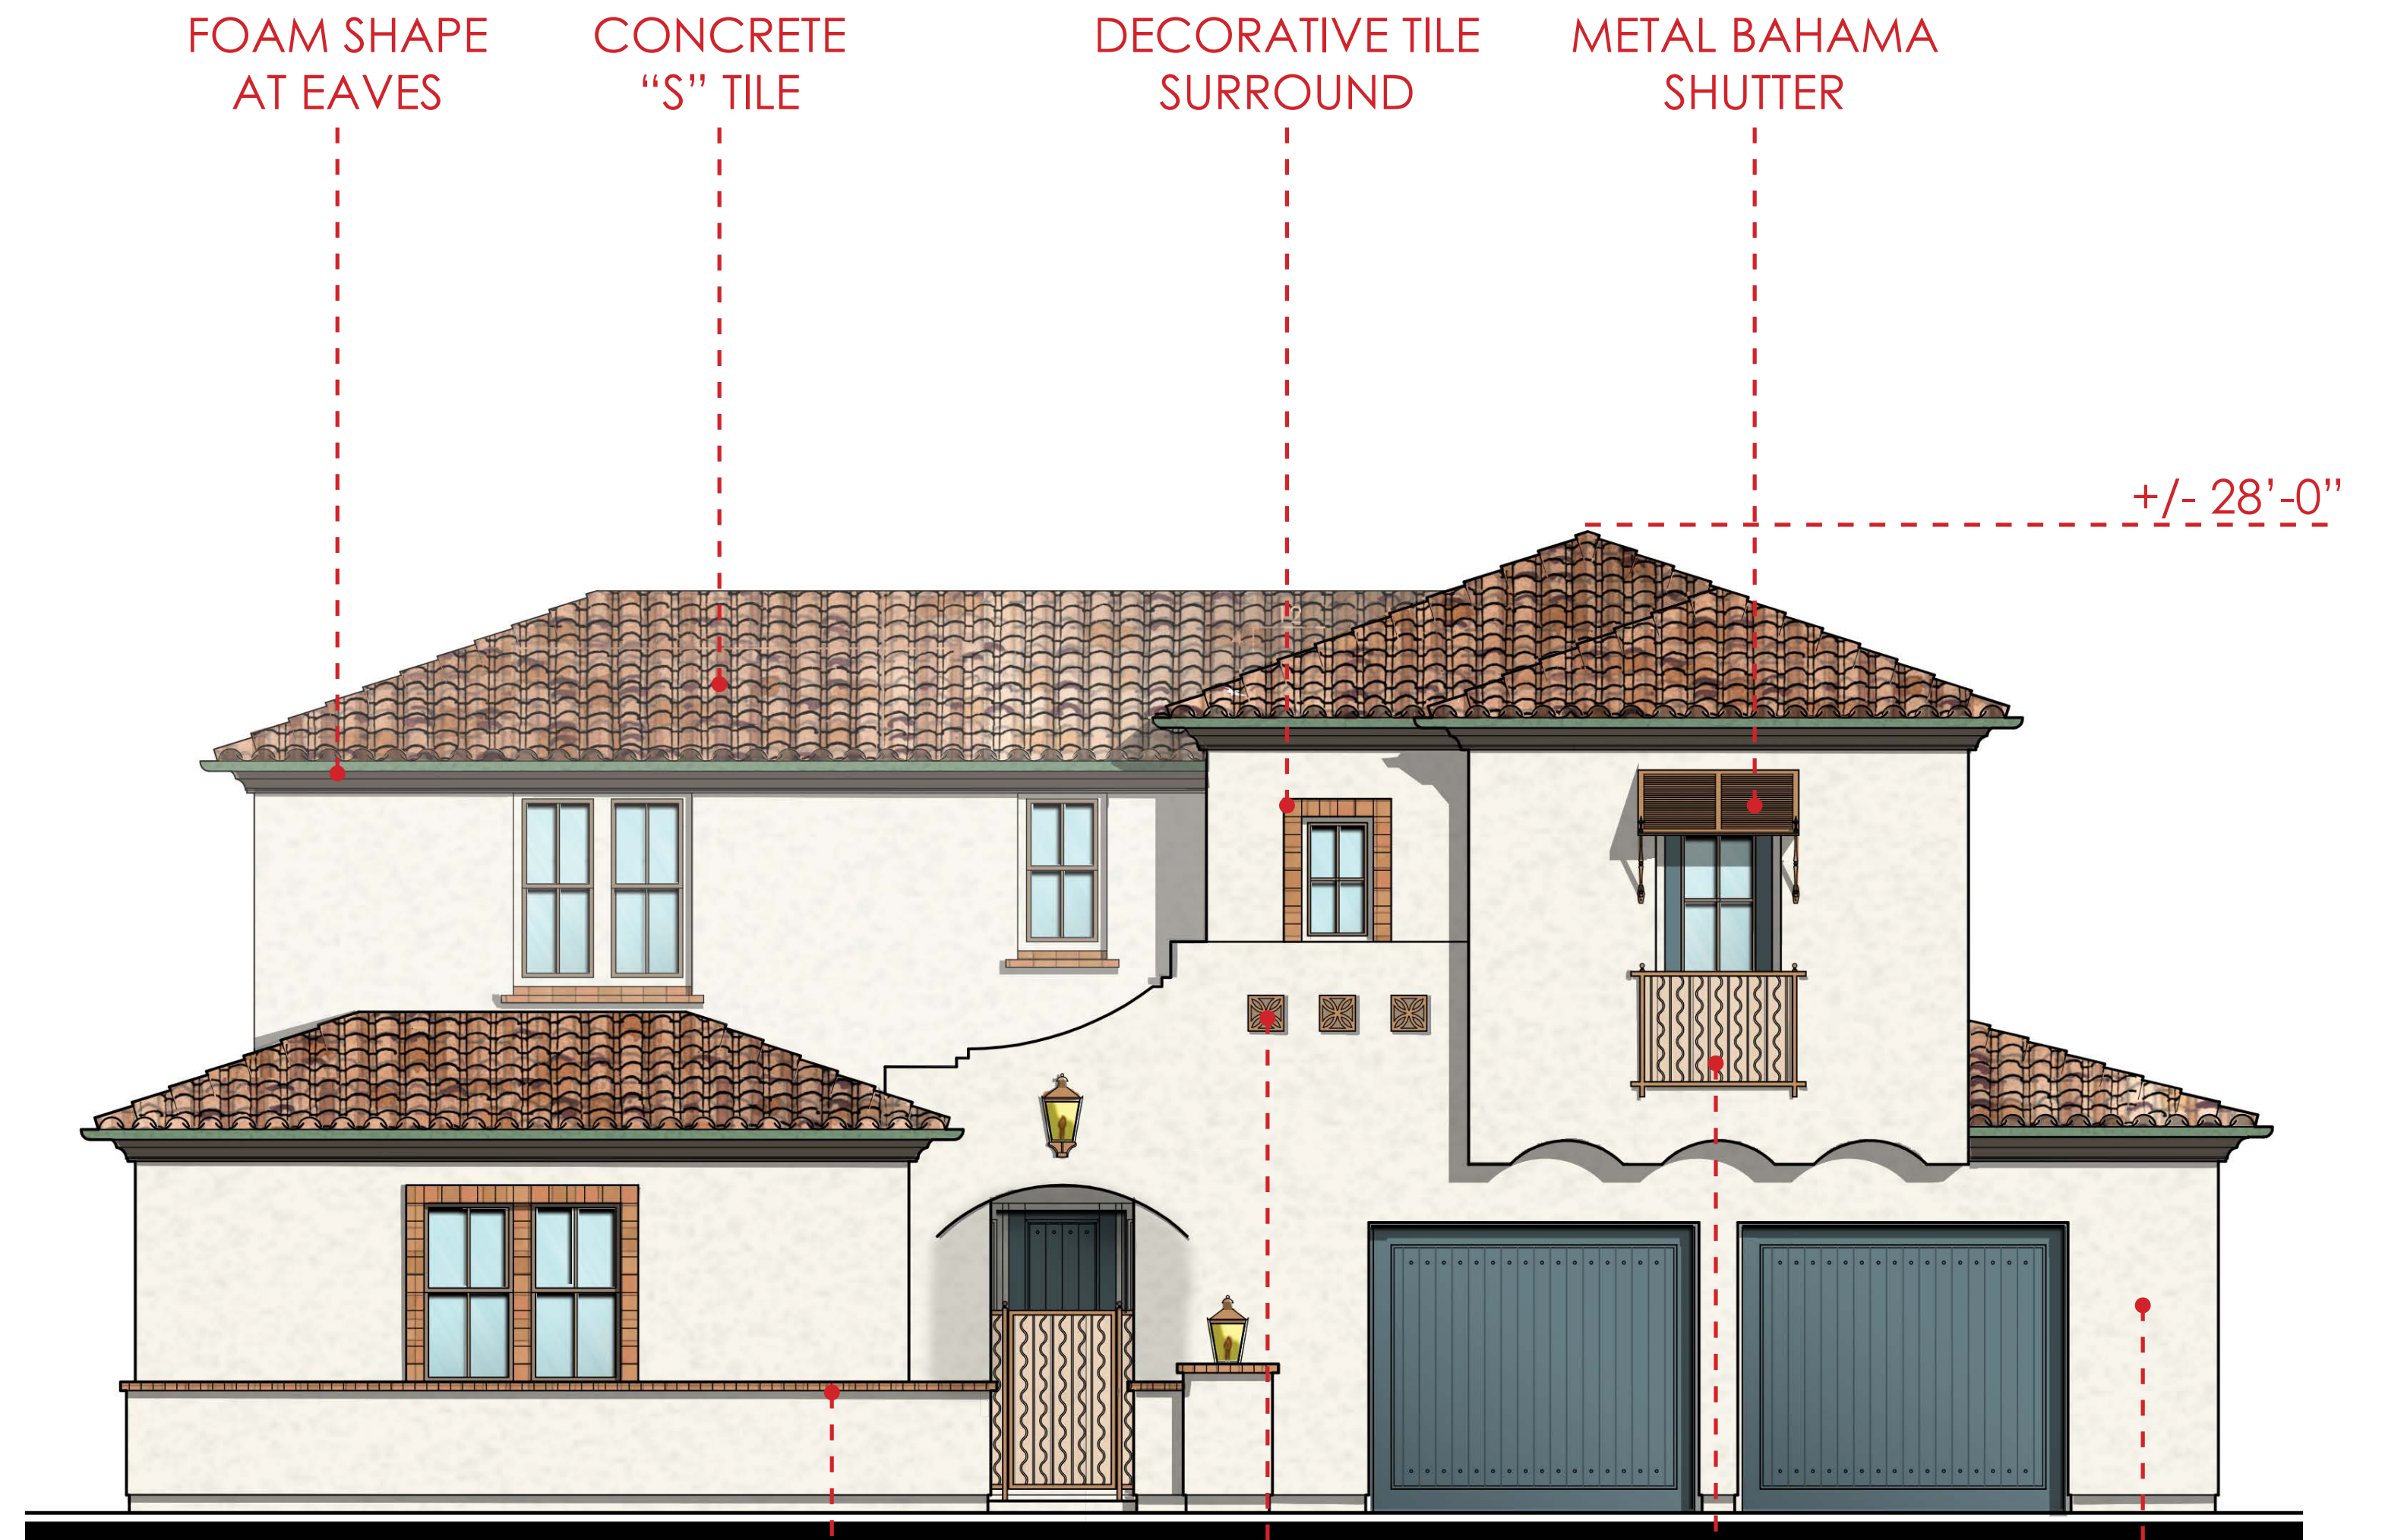 FOAM SHAPE
AT EAVES
CONCRETE
“S” TILE
DECORATIVE TILE
SURROUND
METAL BAHAMA
SHUTTER
+/- 28’-0”